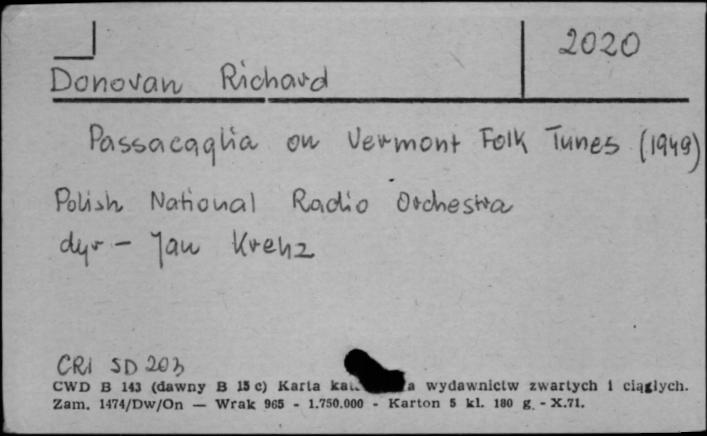 2020
Donovan Richard
Passacaglia on Vermont Folk Tunes (1949)
Polish National Radio Orchestra
dyr - Jan Krenz
CRI SD 203
CWD B 143 (dawny B 15 c) Karta wydawnictw zwartych i ciągłych.
Zam. 1474/Dw/On — Wrak 965 - 1.750.000 - Karton 5 kl. 180 g. - X.71.